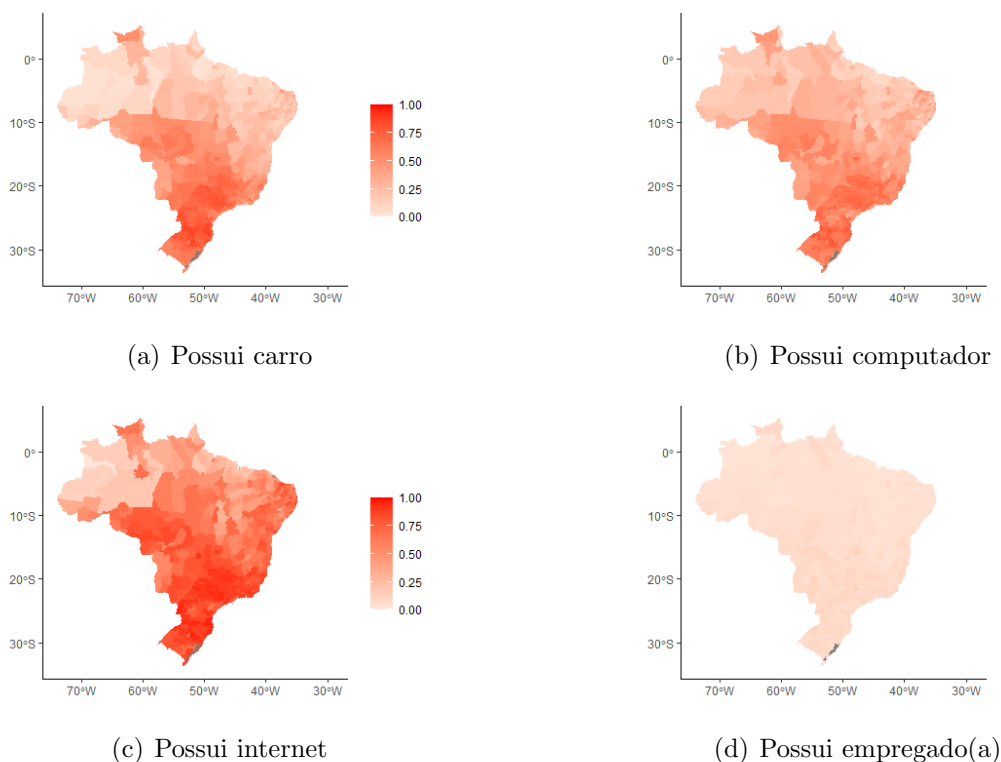 0°
10°S
20°S
30°S
70°W 60°W 50°W 40°W 30°W
1.00
0.75
0.50
0.25
0.00
(a) Possui carro
0°
10°S
20°S
30°S
70°W 60°W 50°W 40°W 30°W
(b) Possui computador
0°
10°S
20°S
30°S
70°W 60°W 50°W 40°W 30°W
1.00
0.75
0.50
0.25
0.00
(c) Possui internet
0°
10°S
20°S
30°S
70°W 60°W 50°W 40°W 30°W
(d) Possui empregado(a)